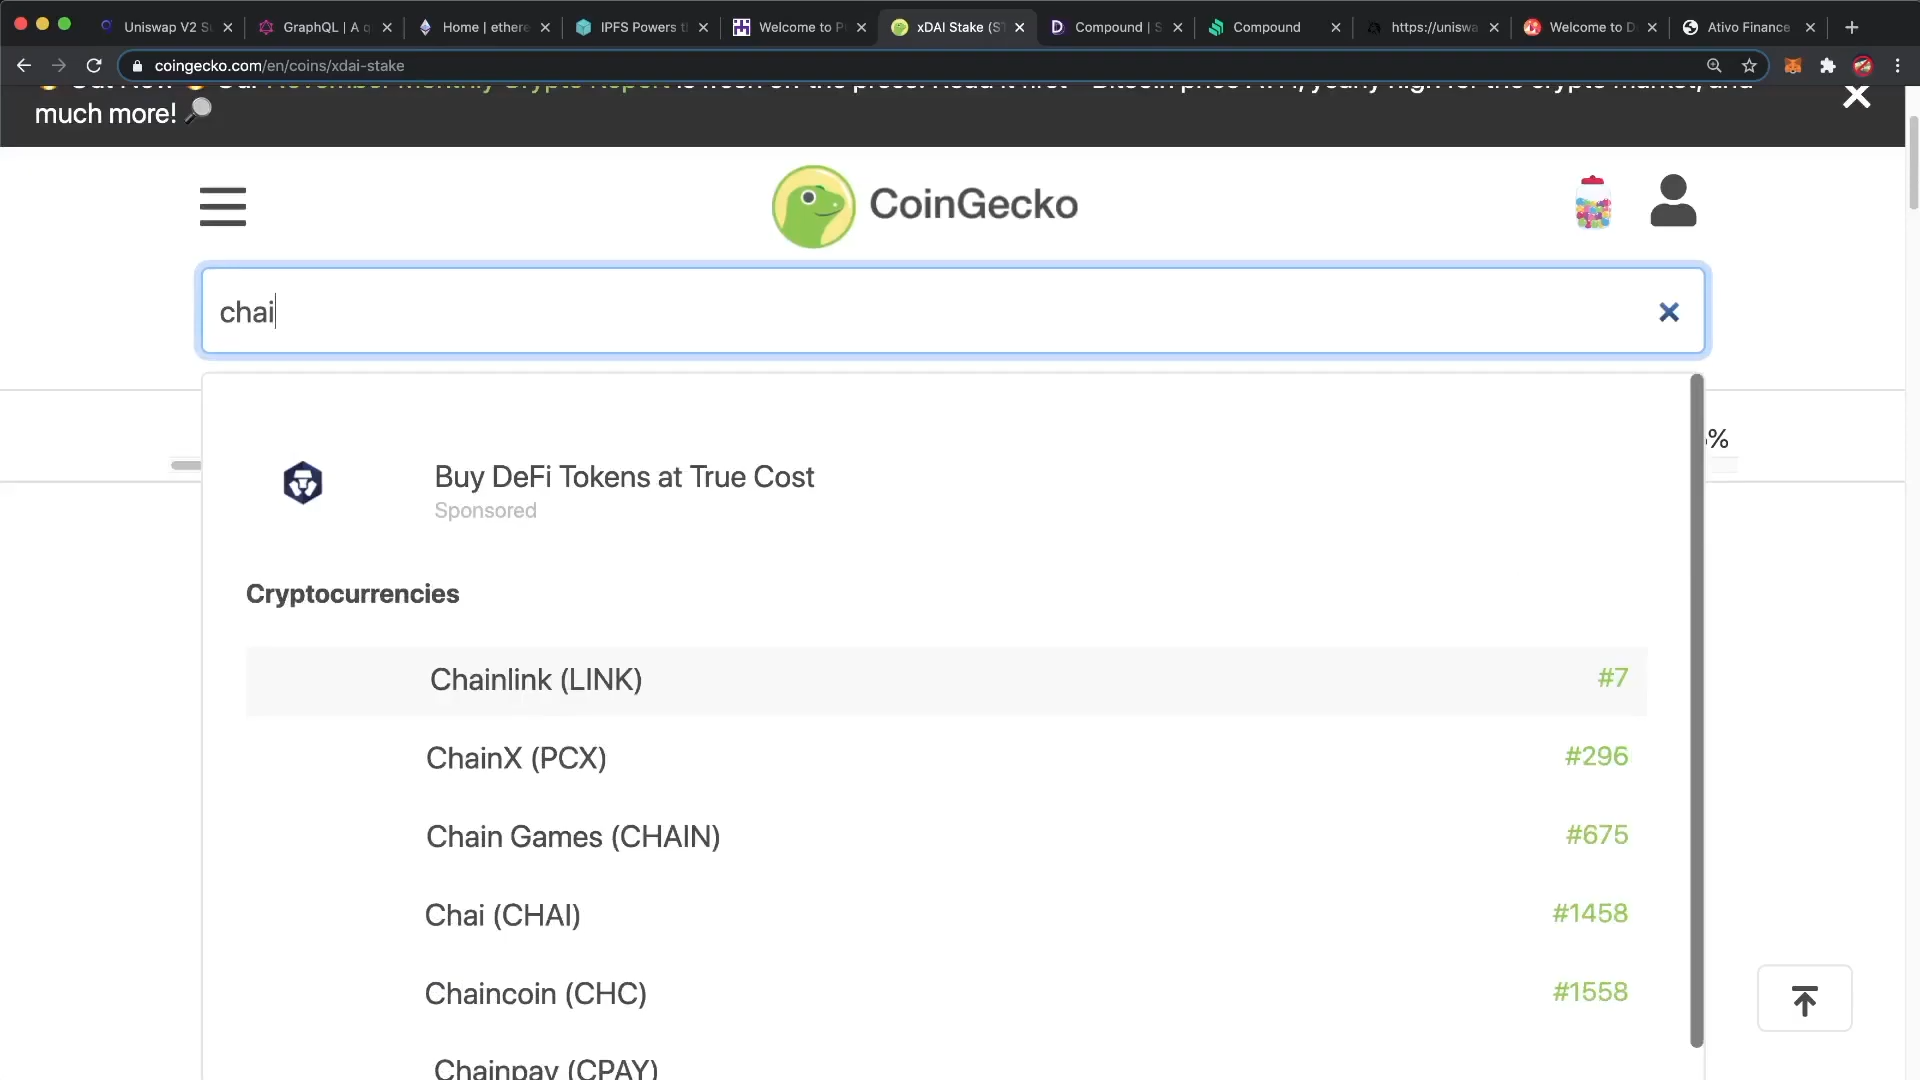 Uniswap V2 S
GraphQL | A q
Home | ethere
IPFS Powers t
Welcome to P
xDAI Stake (ST
Compound | S
Compound
https://uniswa
Welcome to D
Ativo Finance
coingecko.com/en/coins/xdai-stake
much more!
CoinGecko
chai
%
Buy DeFi Tokens at True Cost
Sponsored
Cryptocurrencies
Chainlink (LINK) #7
ChainX (PCX) #296
Chain Games (CHAIN) #675
Chai (CHAI) #1458
Chaincoin (CHC) #1558
Chainpay (CPAY)